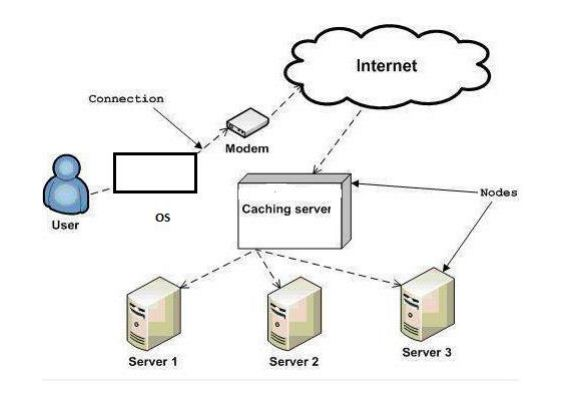 Internet
Connection
Modem
Caching server
Nodes
User
OS
Server 1
Server 2
Server 3